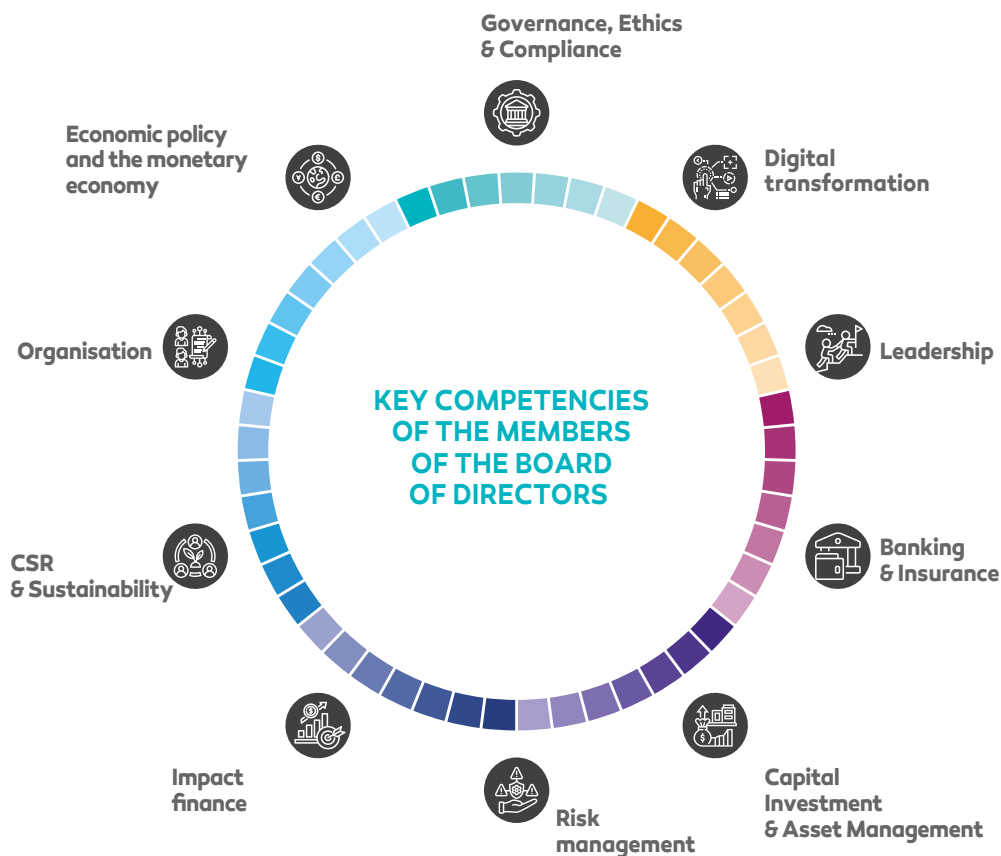 Governance, Ethics
& Compliance
Economic policy
and the monetary
economy
Digital
transformation
Organisation
Leadership
KEY COMPETENCIES
OF THE MEMBERS
OF THE BOARD
OF DIRECTORS
CSR
& Sustainability
Banking
& Insurance
Impact
finance
Risk
management
Capital
Investment
& Asset Management